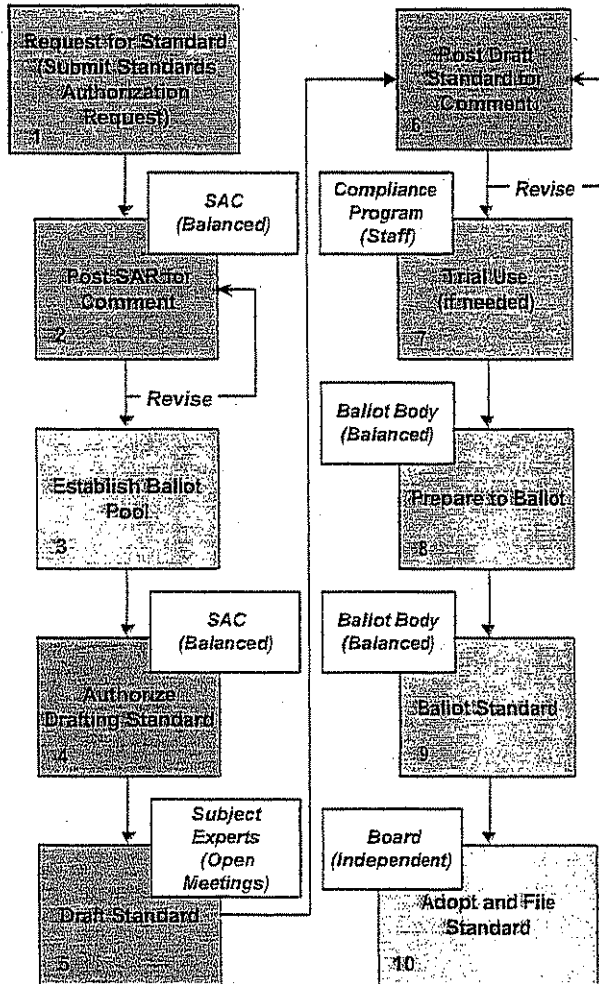 Request for Standard
(Submit Standards
Authorization
Request)
1
SAC
(Balanced)
Post SAR for
Comment
2
Revise
Establish Ballot
Pool
3
SAC
(Balanced)
Authorize
Drafting Standard
4
Subject
Experts
(Open
Meetings)
Draft Standard
5
Post Draft
Standard for
Comment
6
Revise
Compliance
Program
(Staff)
Trial Use
(if needed)
7
Ballot Body
(Balanced)
Prepare to Ballot
8
Ballot Body
(Balanced)
Ballot Standard
9
Board
(Independent)
Adopt and File
Standard
10